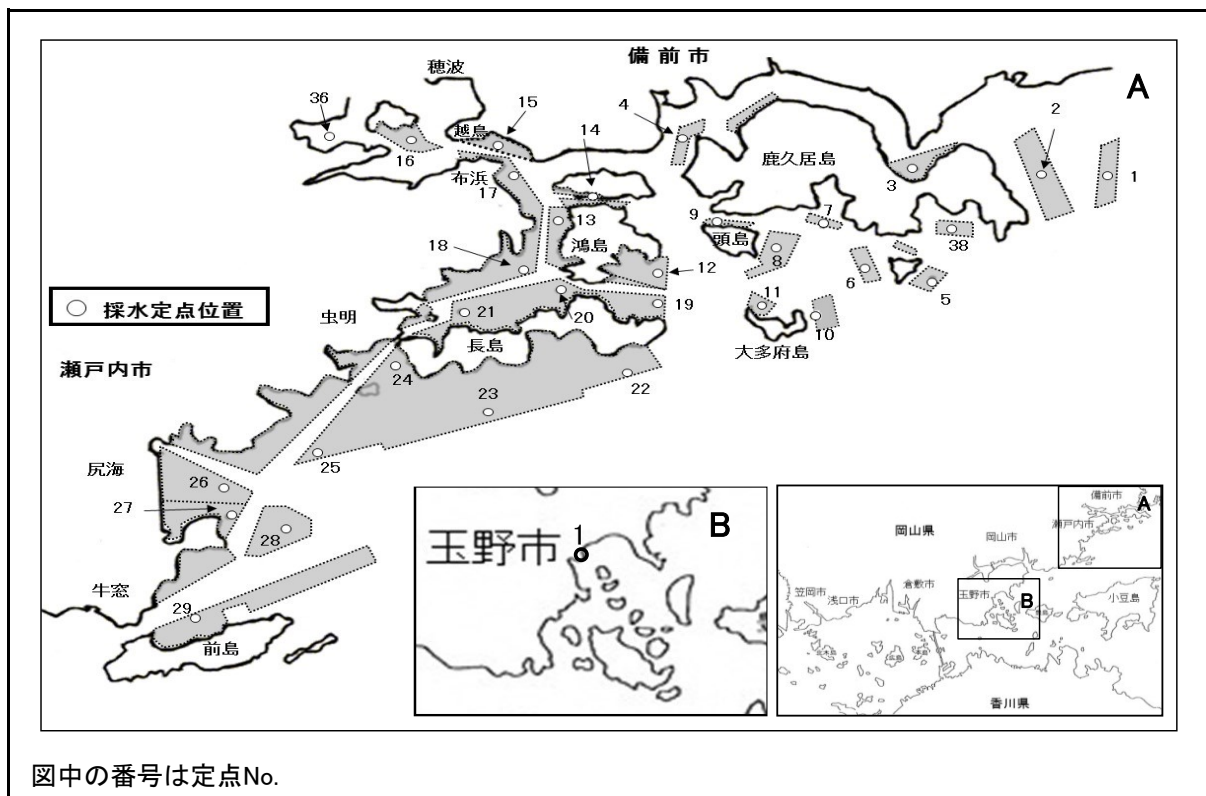 備前市
A
穂波
36
15
4
14
2
越鳥
16
鹿久居島
3
1
布浜
17
9
7
13
頭島
38
鴻島
18
8
12
6
11
5
採水定点位置
虫明
21
20
19
10
長島
大多府島
瀬戸内市
24
22
23
25
尻海
26
27
28
牛窓
29
前島
玉野市
1
B
備前市
A
瀬戸内市
岡山県
岡山市
倉敷市
玉野市
B
笠岡市
浅口市
小豆島
香川県
図中の番号は定点No.